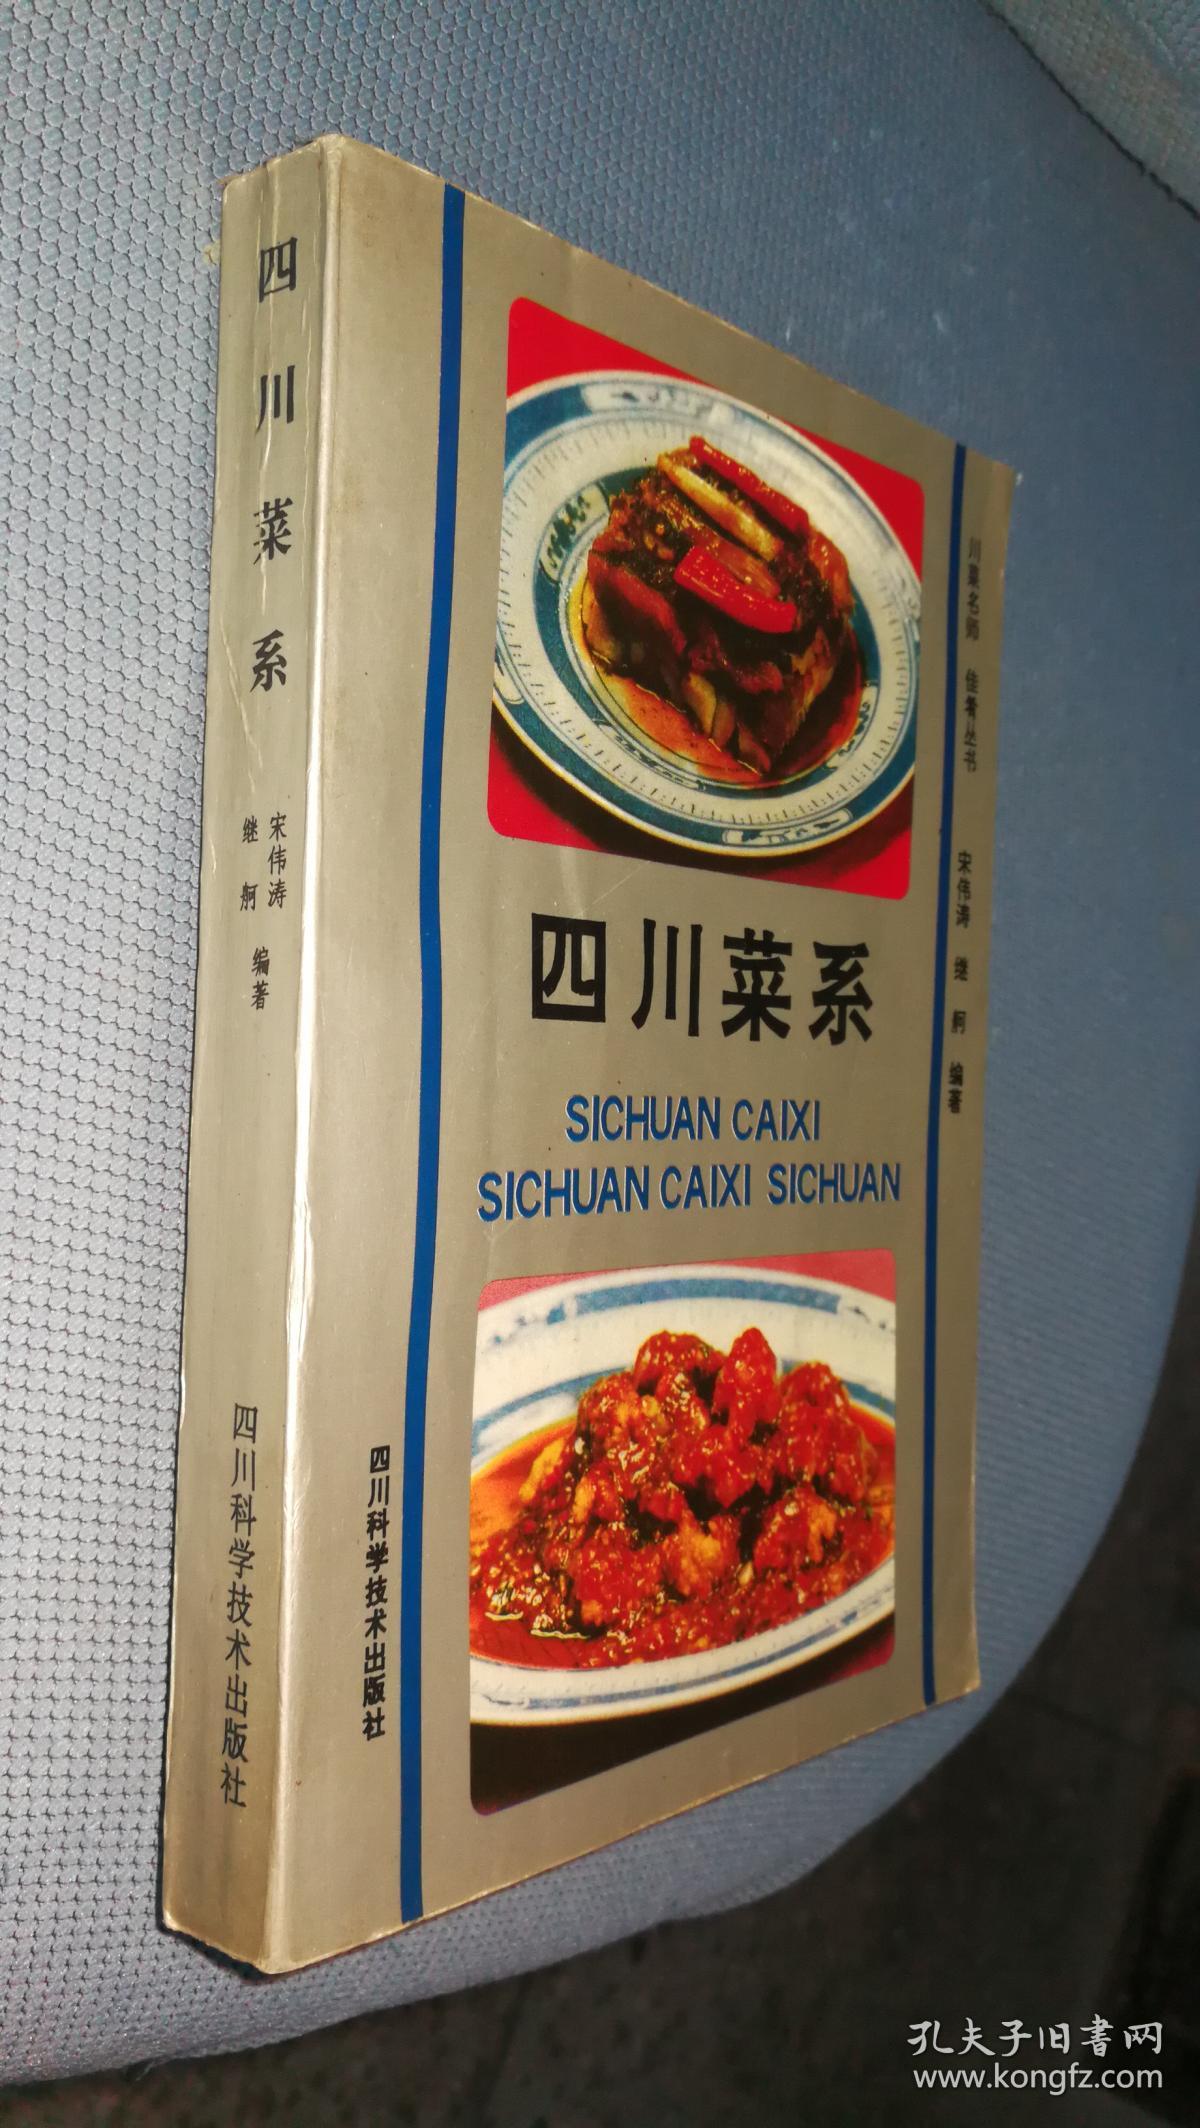 四川菜系
宋伟涛
继舸
编著
四川科学技术出版社
四川科学技术出版社
四川菜系
SICHUAN CAIXI
SICHUAN CAIXI SICHUAN
川菜名师 佳肴丛书 宋伟涛 继舸 编著
孔夫子旧书网
www.kongfz.com